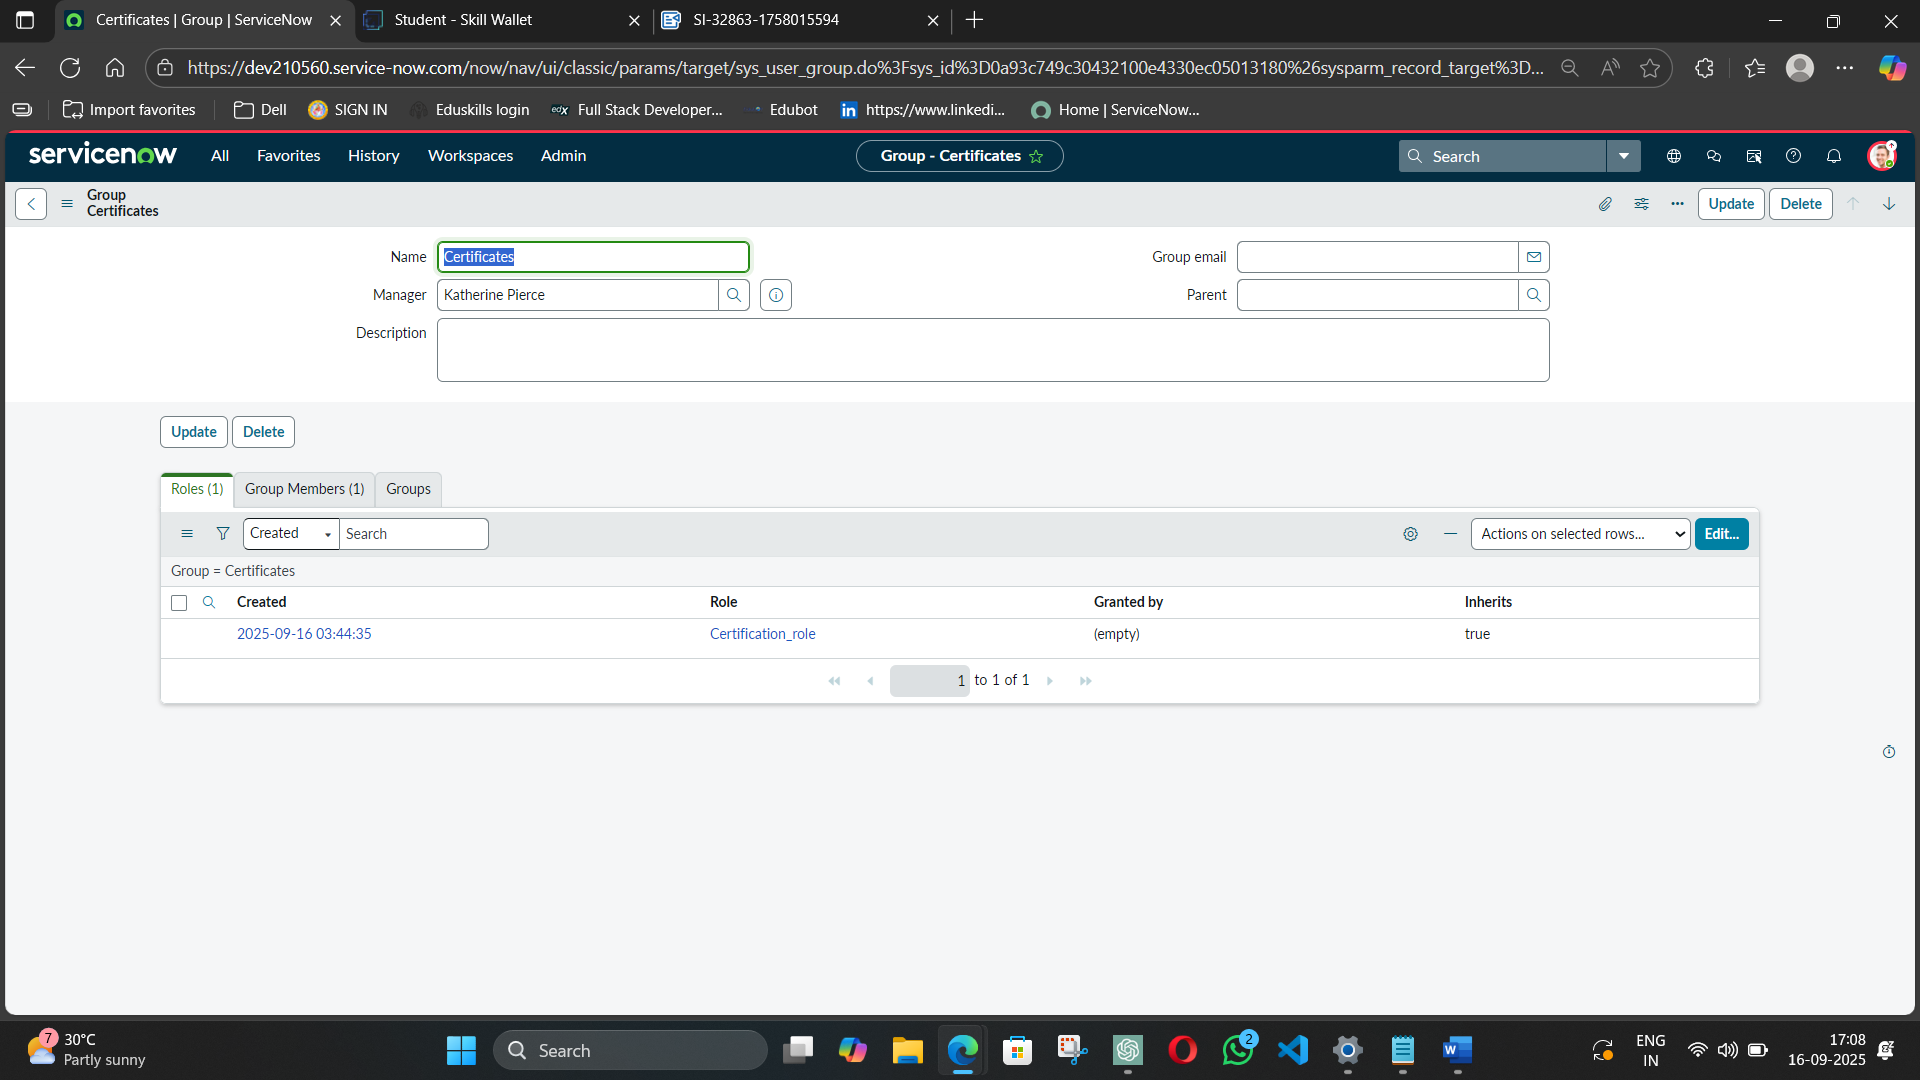 Certificates | Group | ServiceNow
Student - Skill Wallet
SI-32863-1758015594
https://dev210560.service-now.com/now/nav/ui/classic/params/target/sys_user_group.do%3Fsys_id%3D0a93c749c30432100e4330ec05013180%26sysparm_record_target%3D...
Import favorites
Dell
SIGN IN
Eduskills login
edx
Full Stack Developer...
Edubot
in
https://www.linkedi...
Home | ServiceNow...
servicenow
All
Favorites
History
Workspaces
Admin
Group - Certificates
Search
Group
Certificates
Update
Delete
Name
Certificates
Group email
Manager
Katherine Pierce
Parent
Description
Update
Delete
Roles (1)
Group Members (1)
Groups
Created
Search
Actions on selected rows...
Edit...
Group = Certificates
Created
Role
Granted by
Inherits
2025-09-16 03:44:35
Certification_role
(empty)
true
1 to 1 of 1
7
30°C
Partly sunny
Search
2
W
ENG
IN
17:08
16-09-2025